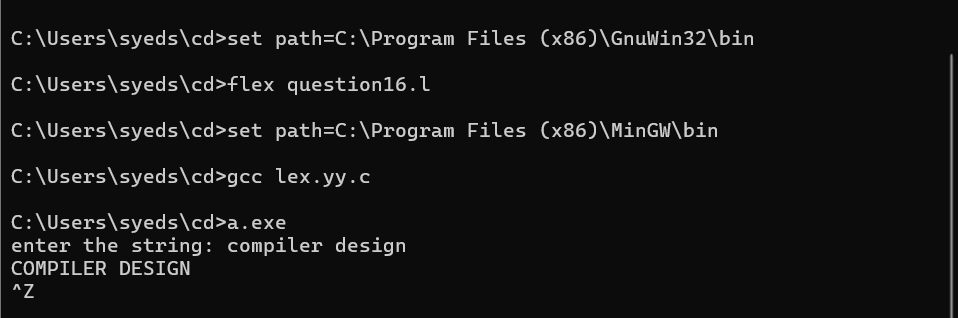 C:\Users\syeds\cd>set path=C:\Program Files (x86)\GnuWin32\bin
C:\Users\syeds\cd>flex question16.l
C:\Users\syeds\cd>set path=C:\Program Files (x86)\MinGW\bin
C:\Users\syeds\cd>gcc lex.yy.c
C:\Users\syeds\cd>a.exe
enter the string: compiler design
COMPILER DESIGN
^Z